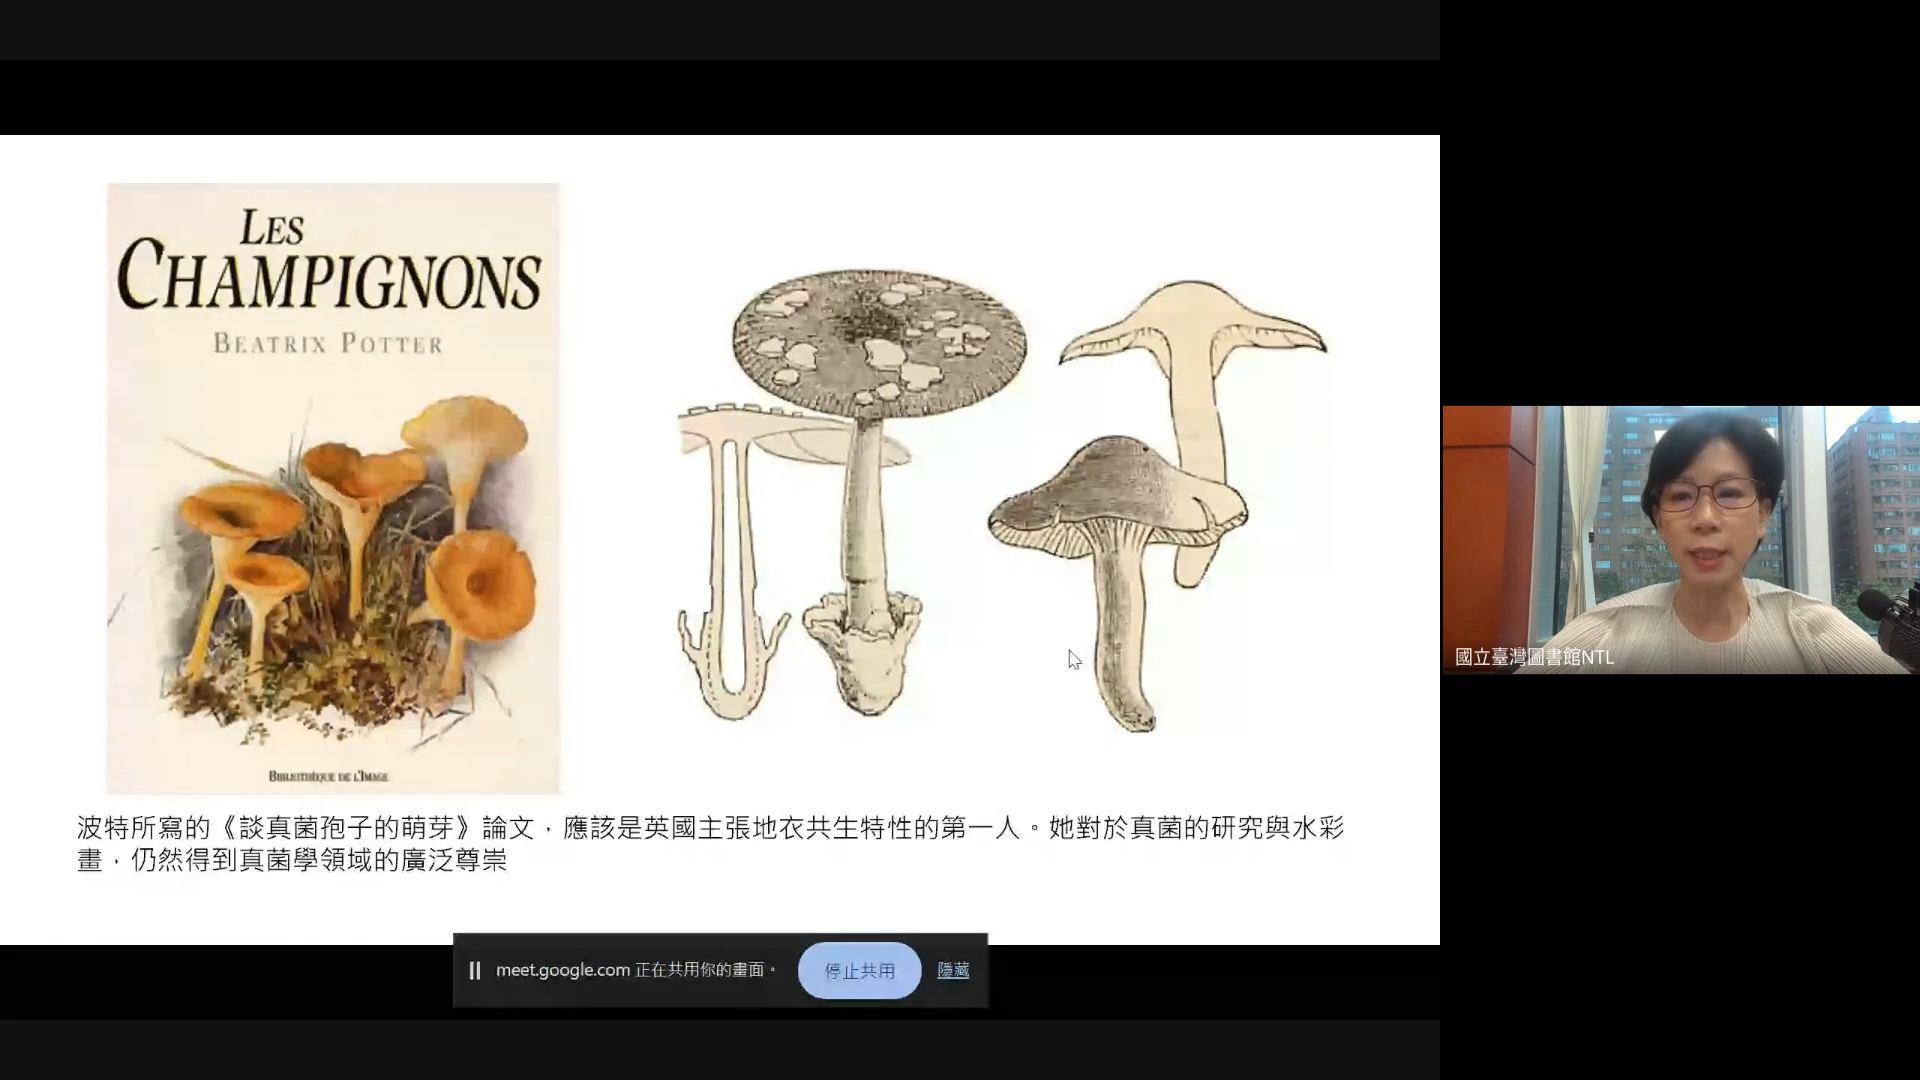 LES
CHAMPIGNONS
BEATRIX POTTER
BIBLIOTHÈQUE DE L'IMAGE
波特所寫的《談真菌孢子的萌芽》論文，應該是英國主張地衣共生特性的第一人。她對於真菌的研究與水彩
畫，仍然得到真菌學領域的廣泛尊崇
meet.google.com 正在共用你的畫面。
停止共用
隱藏
國立臺灣圖書館NTL